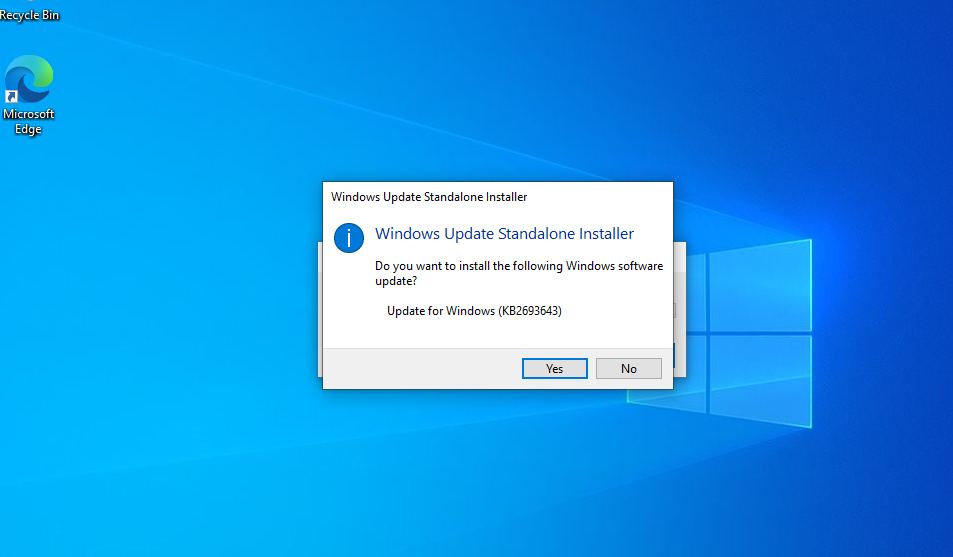 Recycle Bin
Microsoft
Edge
Windows Update Standalone Installer
Windows Update Standalone Installer
Do you want to install the following Windows software
update?
Update for Windows (KB2693643)
Yes
No